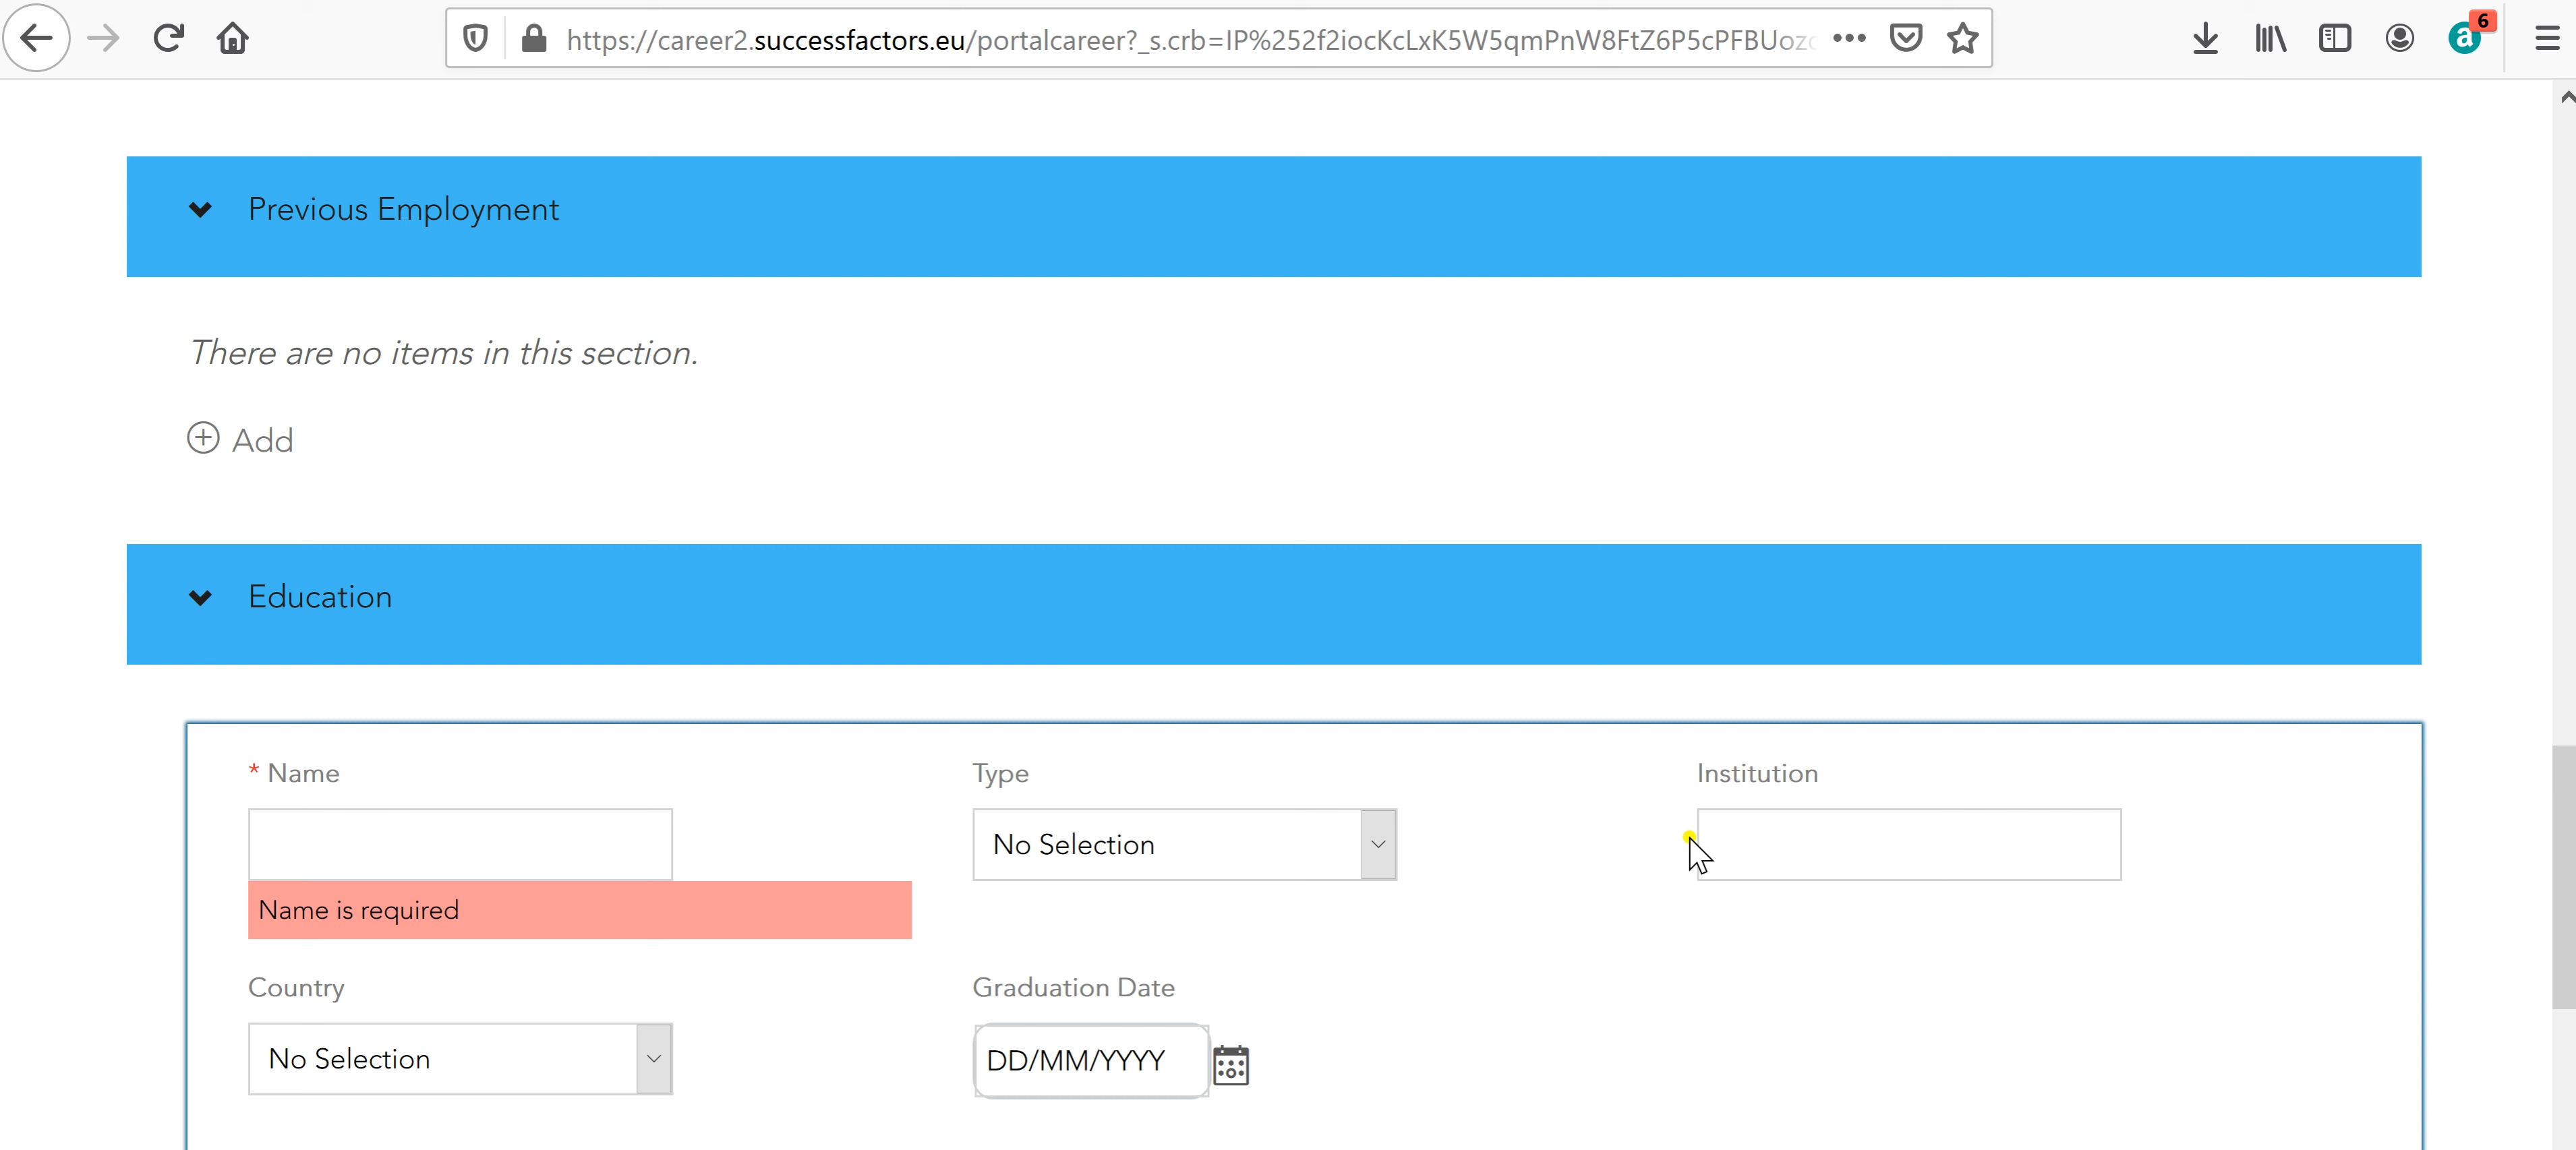 https://career2.successfactors.eu/portalcareer?_s.crb=IP%252f2iocKcLxK5W5qmPnW8FtZ6P5cPFBUoz
a
6
Previous Employment
There are no items in this section.
Add
Education
* Name
Type
Institution
No Selection
Name is required
Country
Graduation Date
No Selection
DD/MM/YYYY